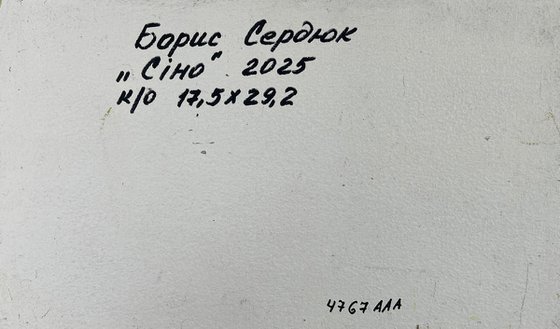 Борис Сердюк
„Сіно" 2025
к/о 17,5х29,2
4767 АЛА